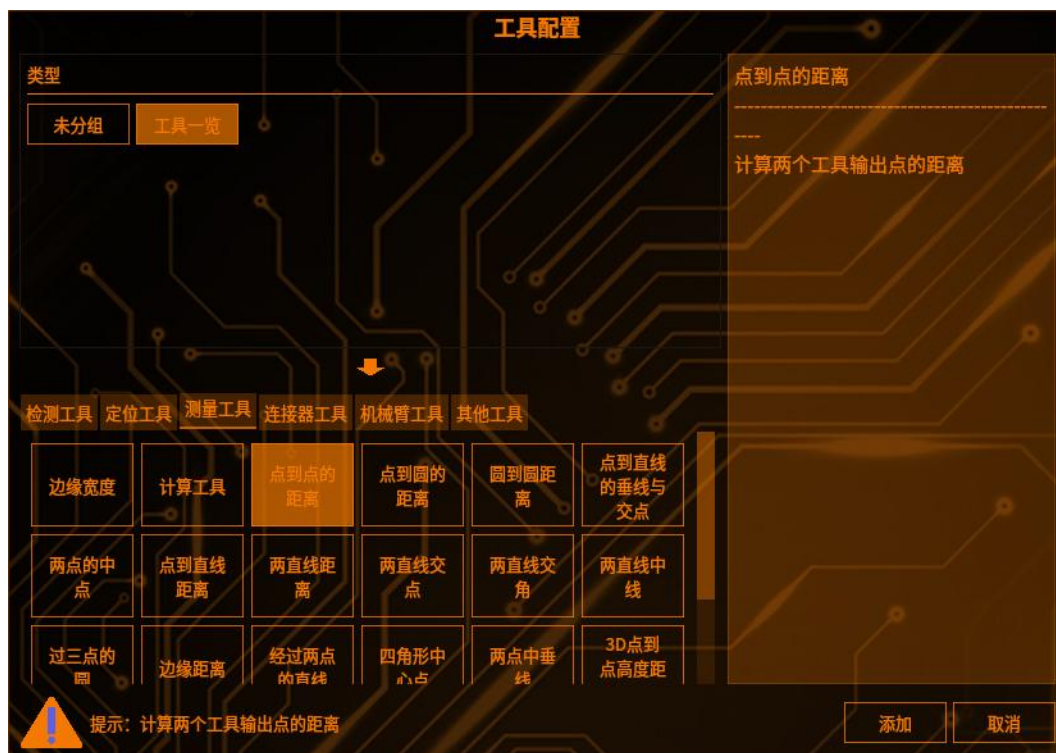 工具配置
类型
未分组
工具一览
点到点的距离
-----------------------------------------------
----
计算两个工具输出点的距离
检测工具
定位工具
测量工具
连接器工具
机械臂工具
其他工具
边缘宽度
计算工具
点到点的
距离
点到圆的
距离
圆到圆距
离
点到直线
的垂线与
交点
两点的中
点
点到直线
距离
两直线距
离
两直线交
点
两直线交
角
两直线中
线
过三点的
圆
边缘距离
经过两点
的直线
四角形中
心点
两点中垂
线
3D点到
点高度距
提示：计算两个工具输出点的距离
添加
取消